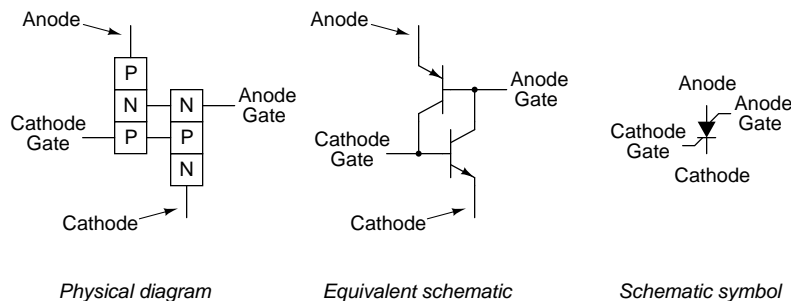 Anode
P
N
N
Anode
Gate
Cathode
Gate
P
P
N
Cathode
Physical diagram
Anode
Anode
Gate
Cathode
Gate
Cathode
Equivalent schematic
Anode
Anode
Gate
Cathode
Gate
Cathode
Schematic symbol